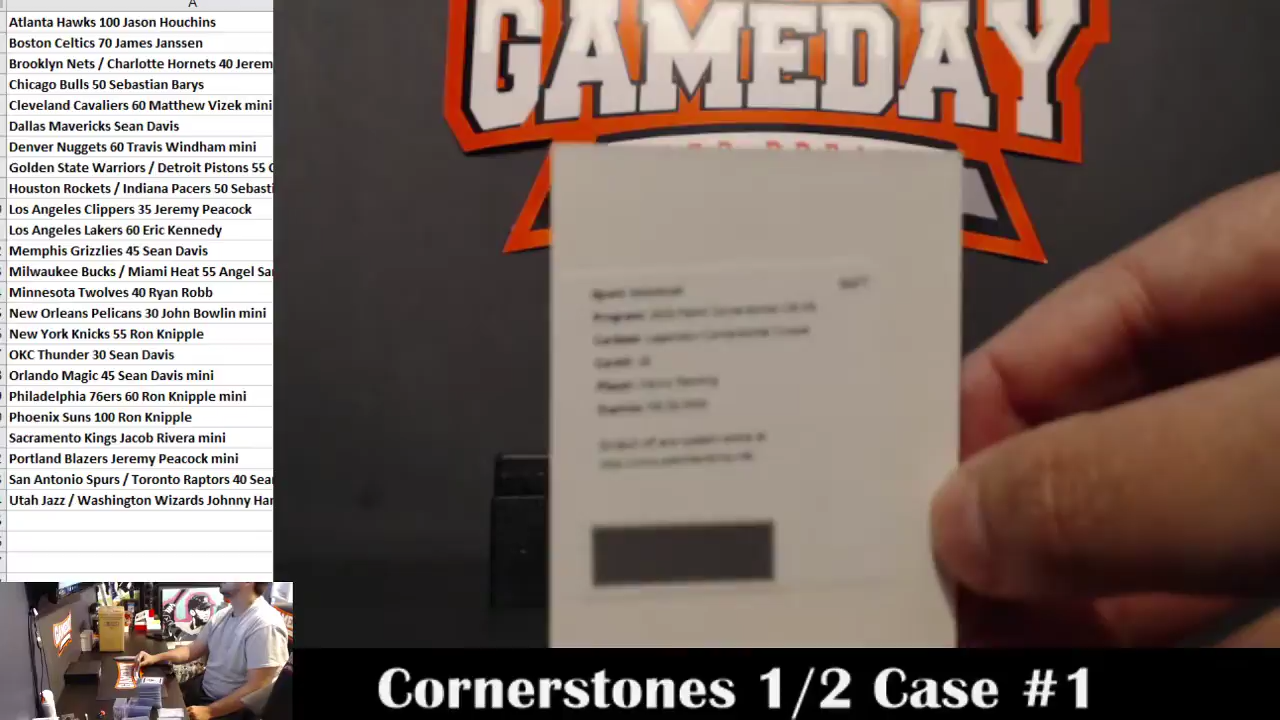 A
Atlanta Hawks 100 Jason Houchins
Boston Celtics 70 James Janssen
Brooklyn Nets / Charlotte Hornets 40 Jerem
Chicago Bulls 50 Sebastian Barys
Cleveland Cavaliers 60 Matthew Vizek mini
Dallas Mavericks Sean Davis
Denver Nuggets 60 Travis Windham mini
Golden State Warriors / Detroit Pistons 55
Houston Rockets / Indiana Pacers 50 Sebasti
Los Angeles Clippers 35 Jeremy Peacock
Los Angeles Lakers 60 Eric Kennedy
Memphis Grizzlies 45 Sean Davis
Milwaukee Bucks / Miami Heat 55 Angel Sa
Minnesota Twolves 40 Ryan Robb
New Orleans Pelicans 30 John Bowlin mini
New York Knicks 55 Ron Knipple
OKC Thunder 30 Sean Davis
Orlando Magic 45 Sean Davis mini
Philadelphia 76ers 60 Ron Knipple mini
Phoenix Suns 100 Ron Knipple
Sacramento Kings Jacob Rivera mini
Portland Blazers Jeremy Peacock mini
San Antonio Spurs / Toronto Raptors 40 Sea
Utah Jazz / Washington Wizards Johnny Ha
GAMEDAY
Program:
Player:
Cornerstones 1/2 Case #1